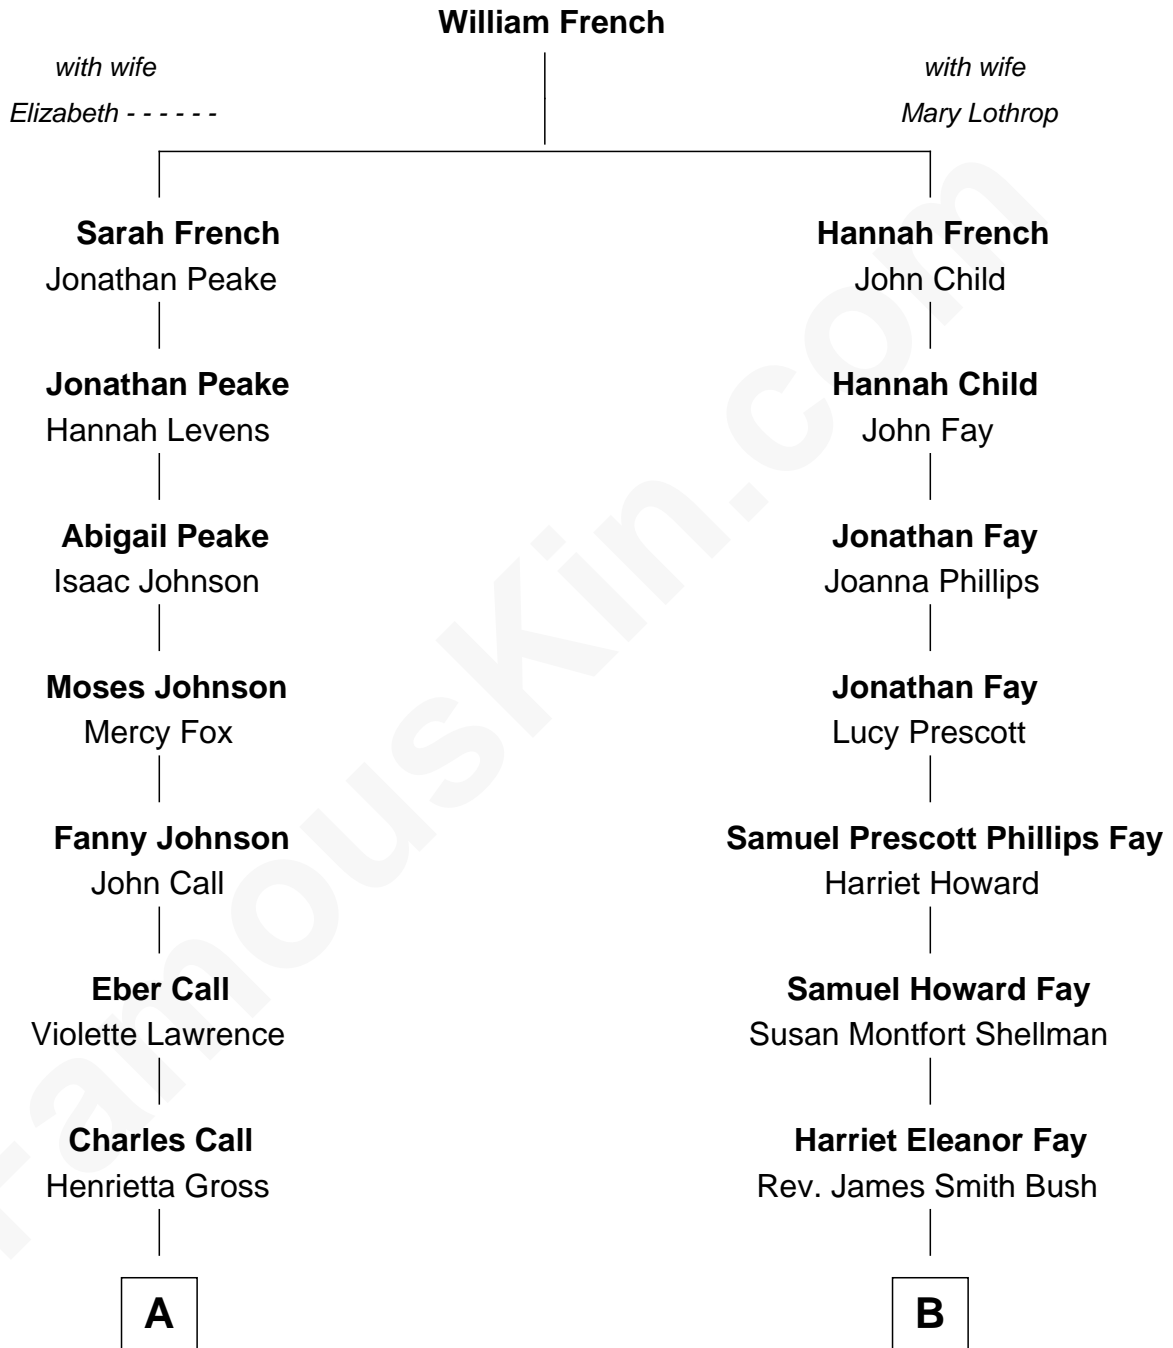 William French
with wife
Elizabeth - - - - - -
with wife
Mary Lothrop
Sarah French
Jonathan Peake
Hannah French
John Child
Jonathan Peake
Hannah Levens
Hannah Child
John Fay
Abigail Peake
Isaac Johnson
Jonathan Fay
Joanna Phillips
Moses Johnson
Mercy Fox
Jonathan Fay
Lucy Prescott
Fanny Johnson
John Call
Samuel Prescott Phillips Fay
Harriet Howard
Eber Call
Violette Lawrence
Samuel Howard Fay
Susan Montfort Shellman
Charles Call
Henrietta Gross
Harriet Eleanor Fay
Rev. James Smith Bush
A
B
FamousKin.com